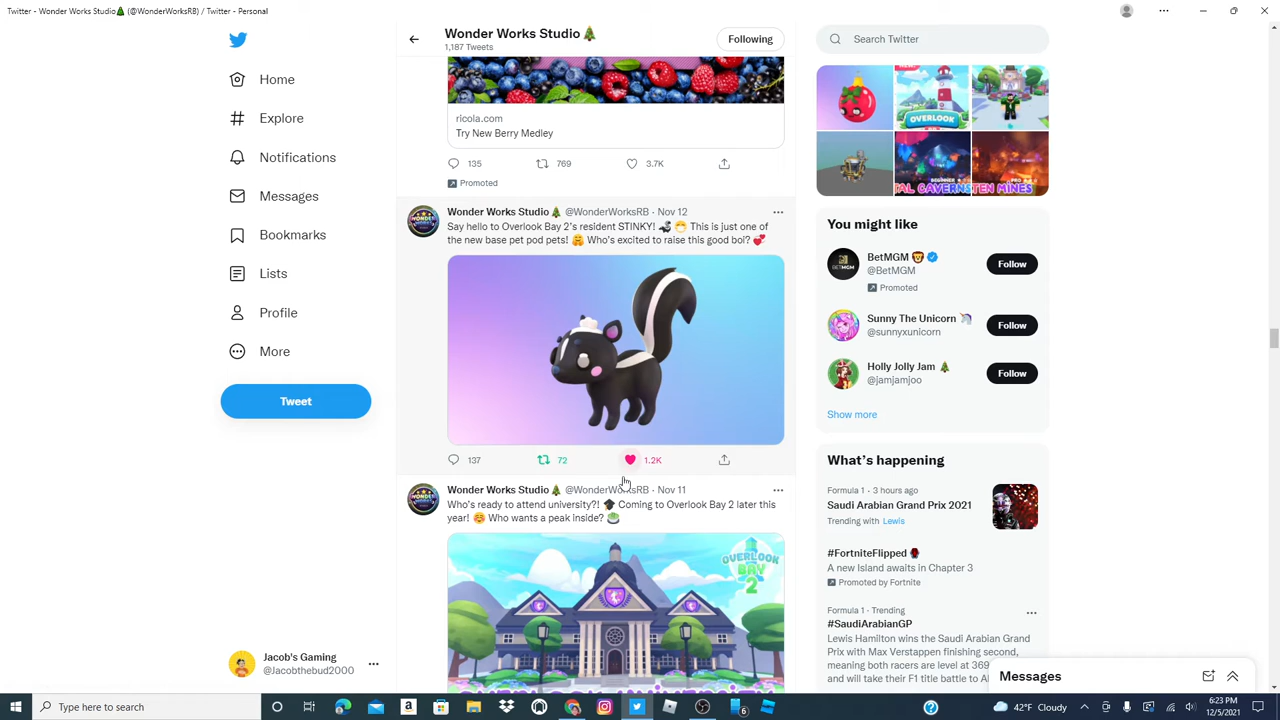 Twitter - Wonder Works Studio🎄 (@WonderWorksRB) / Twitter - Personal
Home
Explore
Notifications
Messages
Bookmarks
Lists
Profile
More
Tweet
Jacob's Gaming
@Jacobthebud2000
Wonder Works Studio🎄
1,187 Tweets
Following
ricola.com
Try New Berry Medley
135 769 3.7K
Promoted
Wonder Works Studio🎄 @WonderWorksRB · Nov 12
Say hello to Overlook Bay 2's resident STINKY! 🦨 😷 This is just one of
the new base pet pod pets! 🤗 Who's excited to raise this good boi? 💞
137 72 1.2K
Wonder Works Studio🎄 @WonderWorksRB · Nov 11
Who's ready to attend university?! 🎓 Coming to Overlook Bay 2 later this
year! ☺️ Who wants a peak inside? 🍵
OVERLOOK
BAY
2
Search Twitter
OVERLOOK
BEGINNER
PRO
You might like
BetMGM 🦁
@BetMGM
Promoted
Follow
Sunny The Unicorn 🦄
@sunnyxunicorn
Follow
Holly Jolly Jam 🎄
@jamjamjoo
Follow
Show more
What's happening
Formula 1 · 3 hours ago
Saudi Arabian Grand Prix 2021
Trending with Lewis
#FortniteFlipped
A new Island awaits in Chapter 3
Promoted by Fortnite
Formula 1 · Trending
#SaudiArabianGP
Lewis Hamilton wins the Saudi Arabian Grand
Prix with Max Verstappen finishing second,
meaning both racers are level at 369
and will take their F1 title battle to
Messages
Type here to search
42°F Cloudy
6:23 PM
12/5/2021